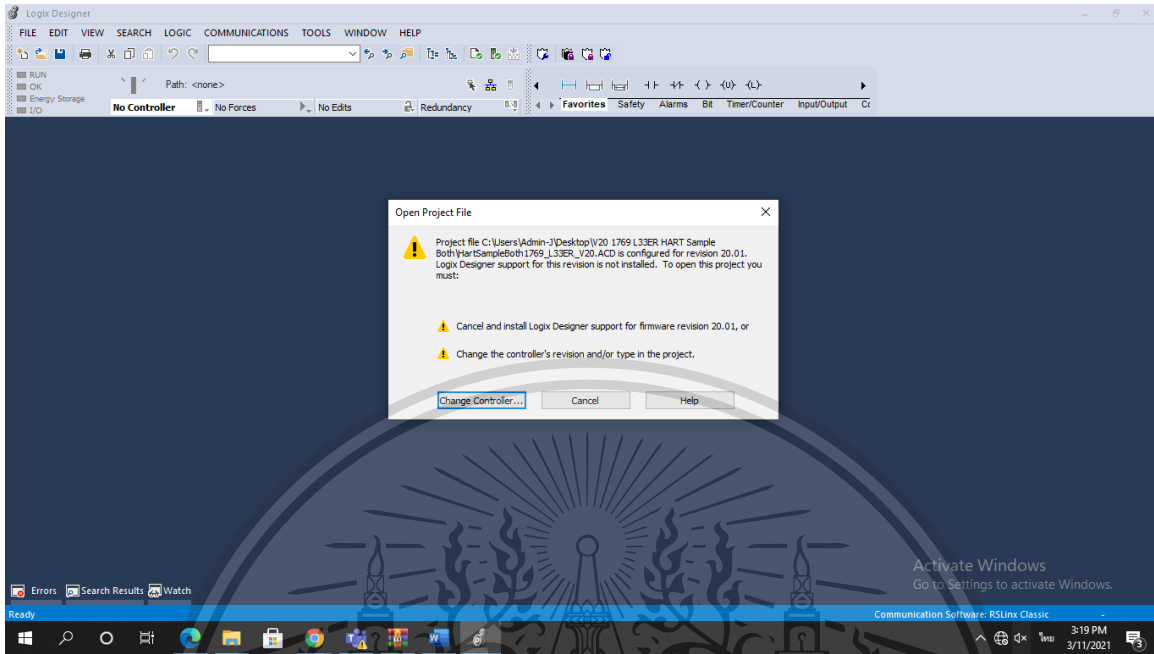 Logix Designer
FILE EDIT VIEW SEARCH LOGIC COMMUNICATIONS TOOLS WINDOW HELP
RUN
OK
Energy Storage
I/O
Path: <none>
No Controller No Forces No Edits Redundancy
Favorites Safety Alarms Bit Timer/Counter Input/Output
Open Project File
Project file C:\Users\Admin-J\Desktop\V20 1769 L33ER HART Sample
Both\HartSampleBoth1769_L33ER_V20.ACD is configured for revision 20.01.
Logix Designer support for this revision is not installed. To open this project you
must:
Cancel and install Logix Designer support for firmware revision 20.01, or
Change the controller's revision and/or type in the project.
Change Controller... Cancel Help
Activate Windows
Go to Settings to activate Windows.
Errors Search Results Watch
Ready
Communication Software: RSLinx Classic -
ไทย
3:19 PM
3/11/2021
3